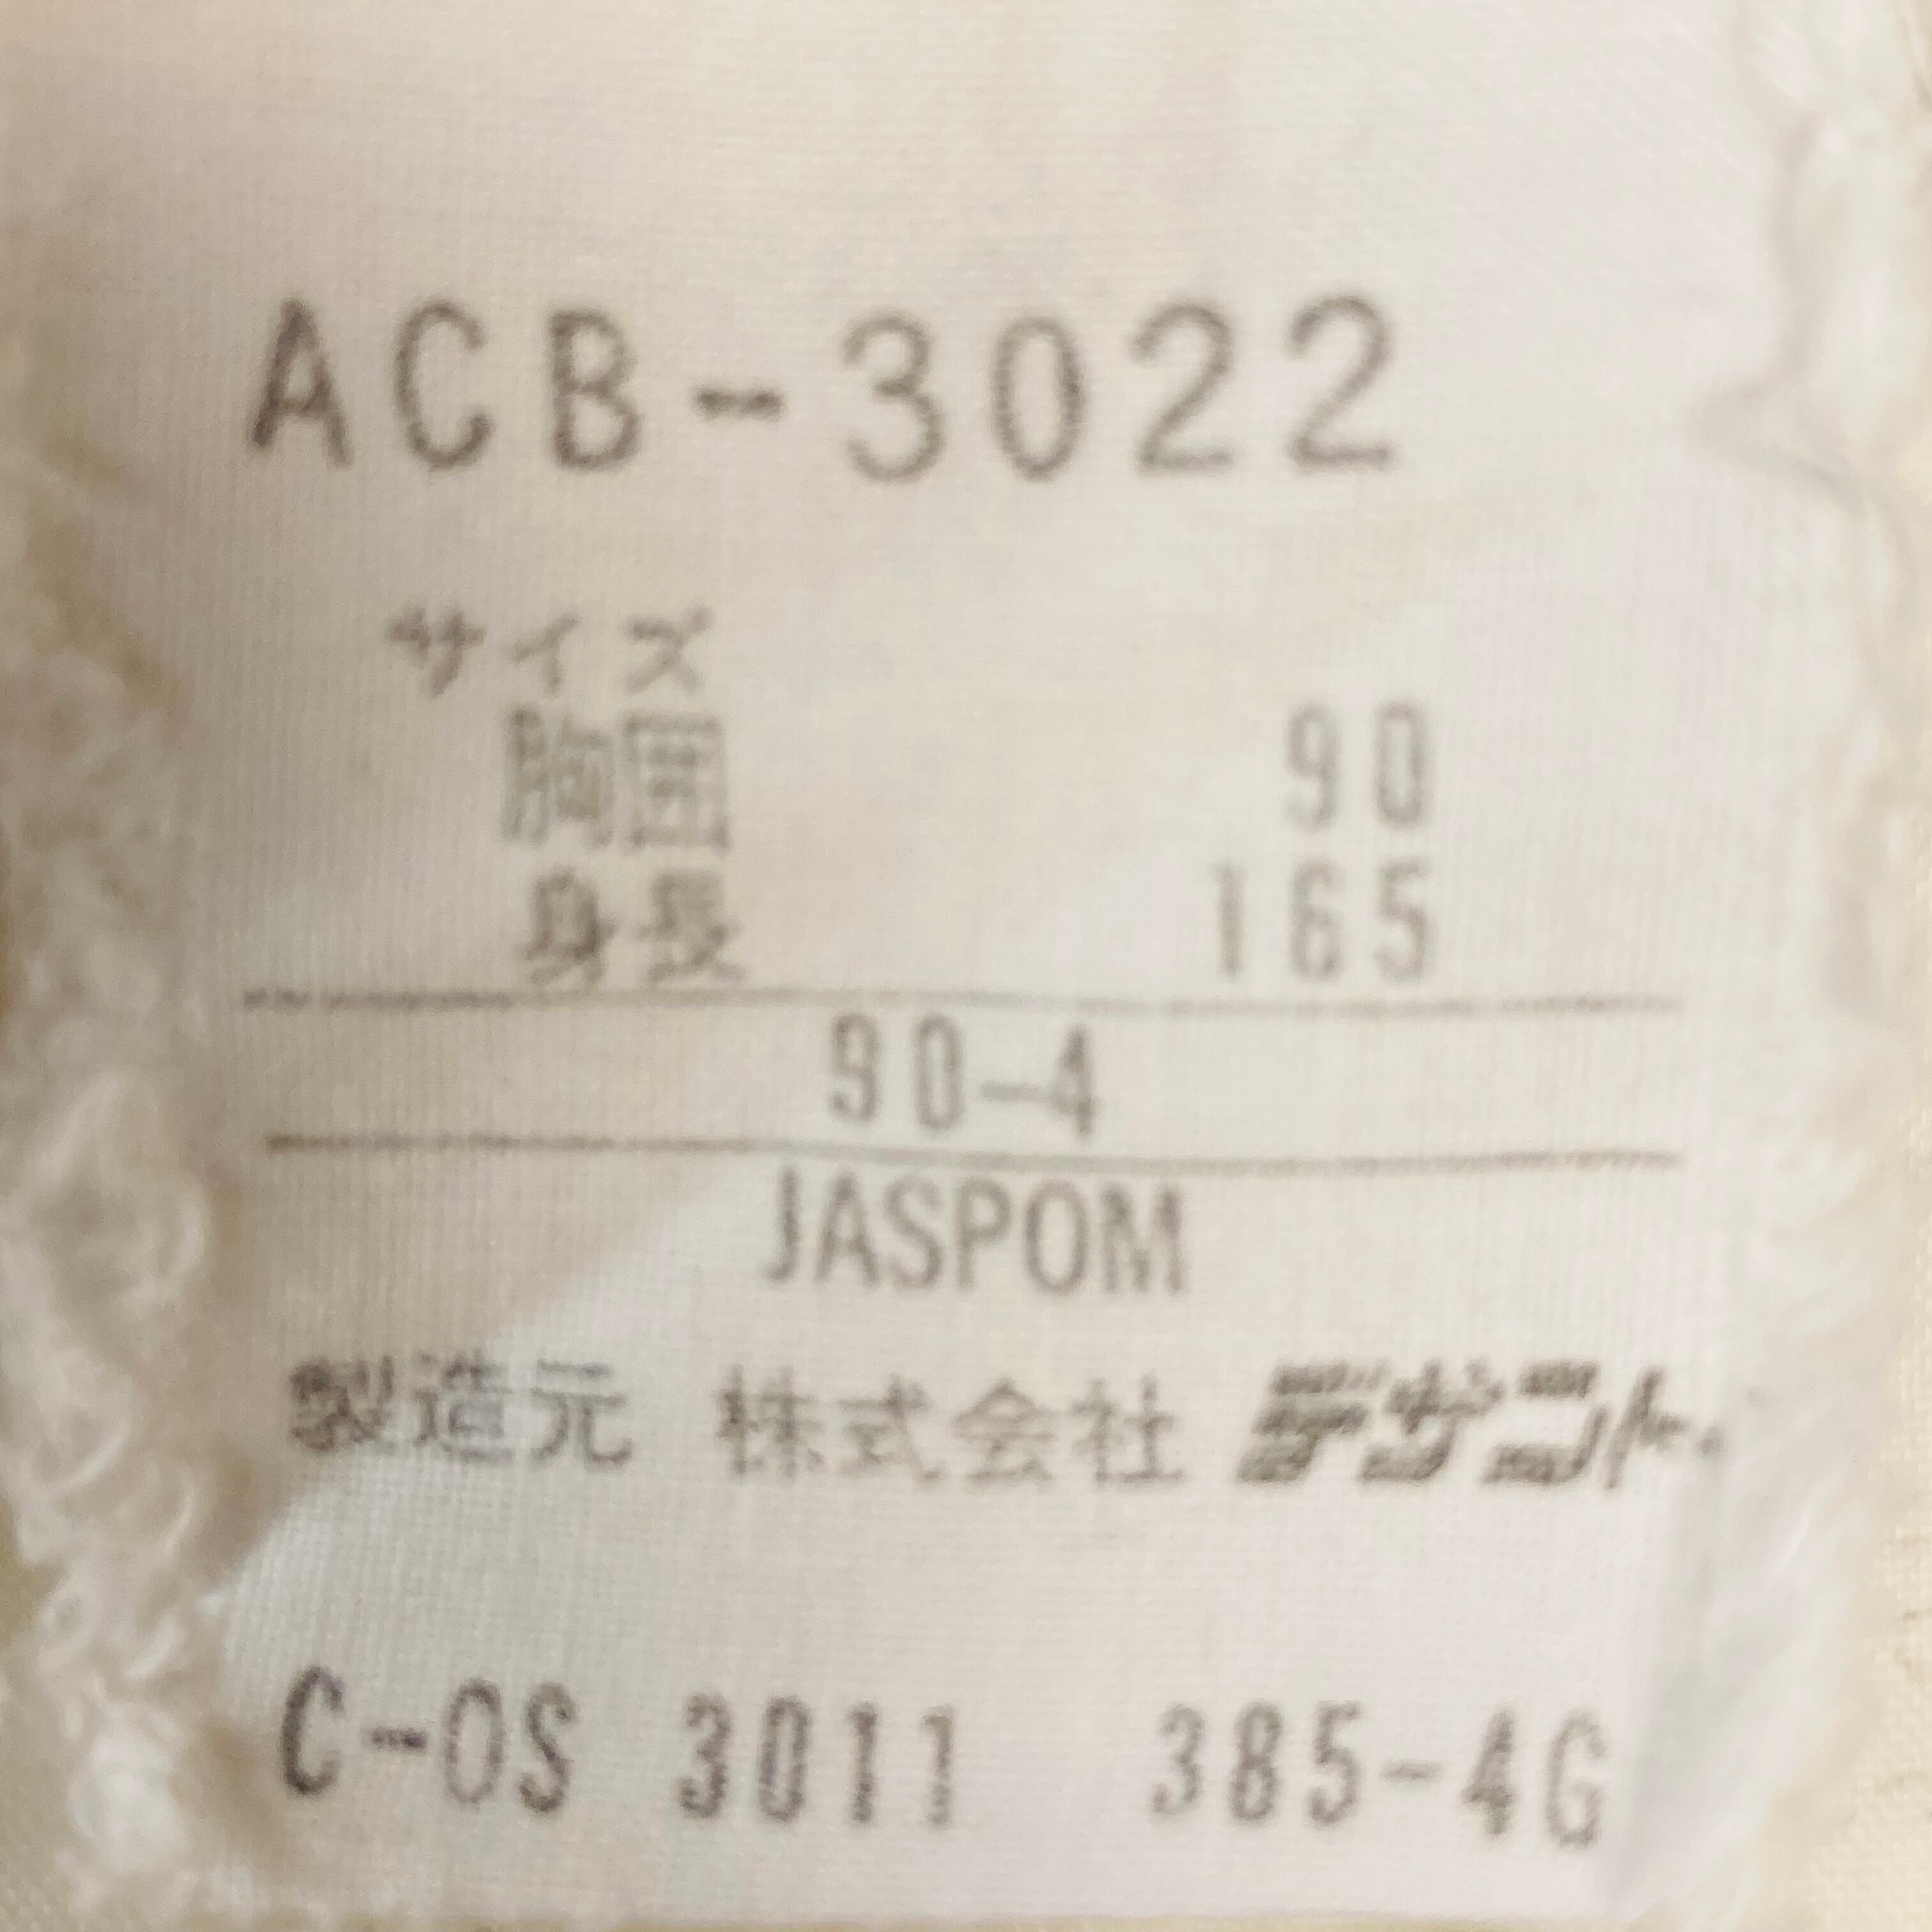 ACB-3022
サイズ
胸囲 90
身長 165
90-4
JASPOM
製造元 株式会社 デサント.
C-OS 3011 385-4G